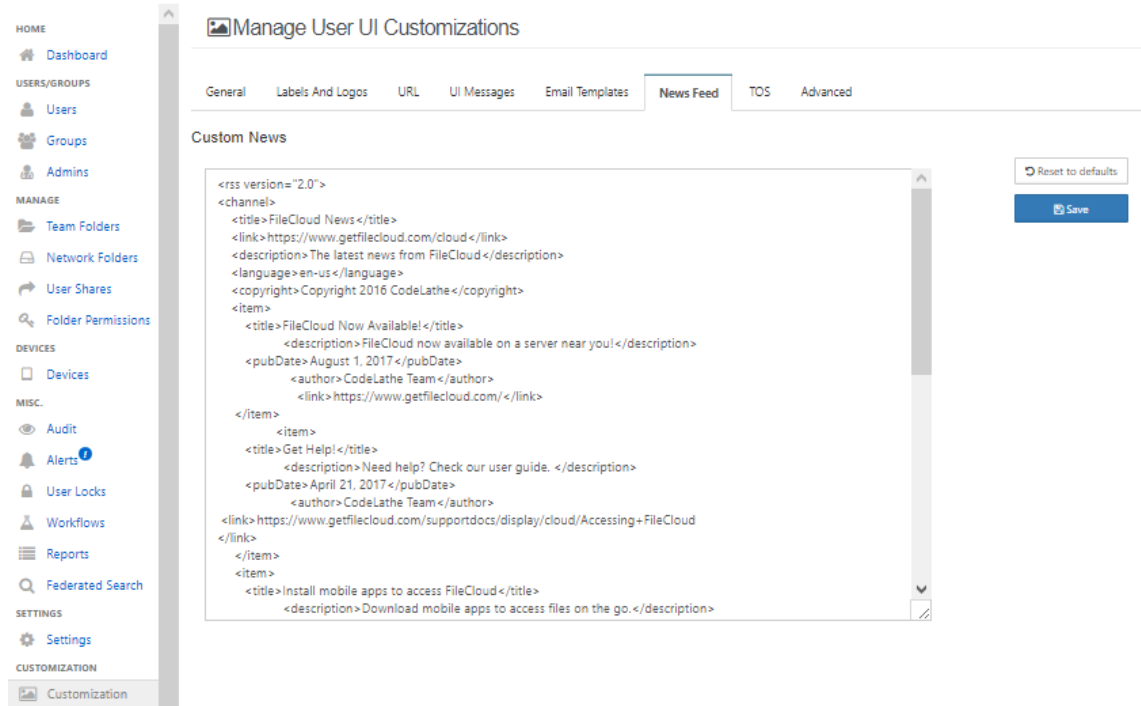 HOME
Dashboard
USERS/GROUPS
Users
Groups
Admins
MANAGE
Team Folders
Network Folders
User Shares
Folder Permissions
DEVICES
Devices
MISC.
Audit
Alerts
User Locks
Workflows
Reports
Federated Search
SETTINGS
Settings
CUSTOMIZATION
Customization
Manage User UI Customizations
General Labels And Logos URL UI Messages Email Templates News Feed TOS Advanced
Custom News
Reset to defaults
Save
<rss version="2.0">
<channel>
<title>FileCloud News</title>
<link>https://www.getfilecloud.com/cloud</link>
<description>The latest news from FileCloud</description>
<language>en-us</language>
<copyright>Copyright 2016 CodeLathe</copyright>
<item>
<title>FileCloud Now Available!</title>
<description>FileCloud now available on a server near you!</description>
<pubDate>August 1, 2017</pubDate>
<author>CodeLathe Team</author>
<link>https://www.getfilecloud.com/</link>
</item>
<item>
<title>Get Help!</title>
<description>Need help? Check our user guide. </description>
<pubDate>April 21, 2017</pubDate>
<author>CodeLathe Team</author>
<link>https://www.getfilecloud.com/supportdocs/display/cloud/Accessing+FileCloud
</link>
</item>
<item>
<title>Install mobile apps to access FileCloud</title>
<description>Download mobile apps to access files on the go.</description>